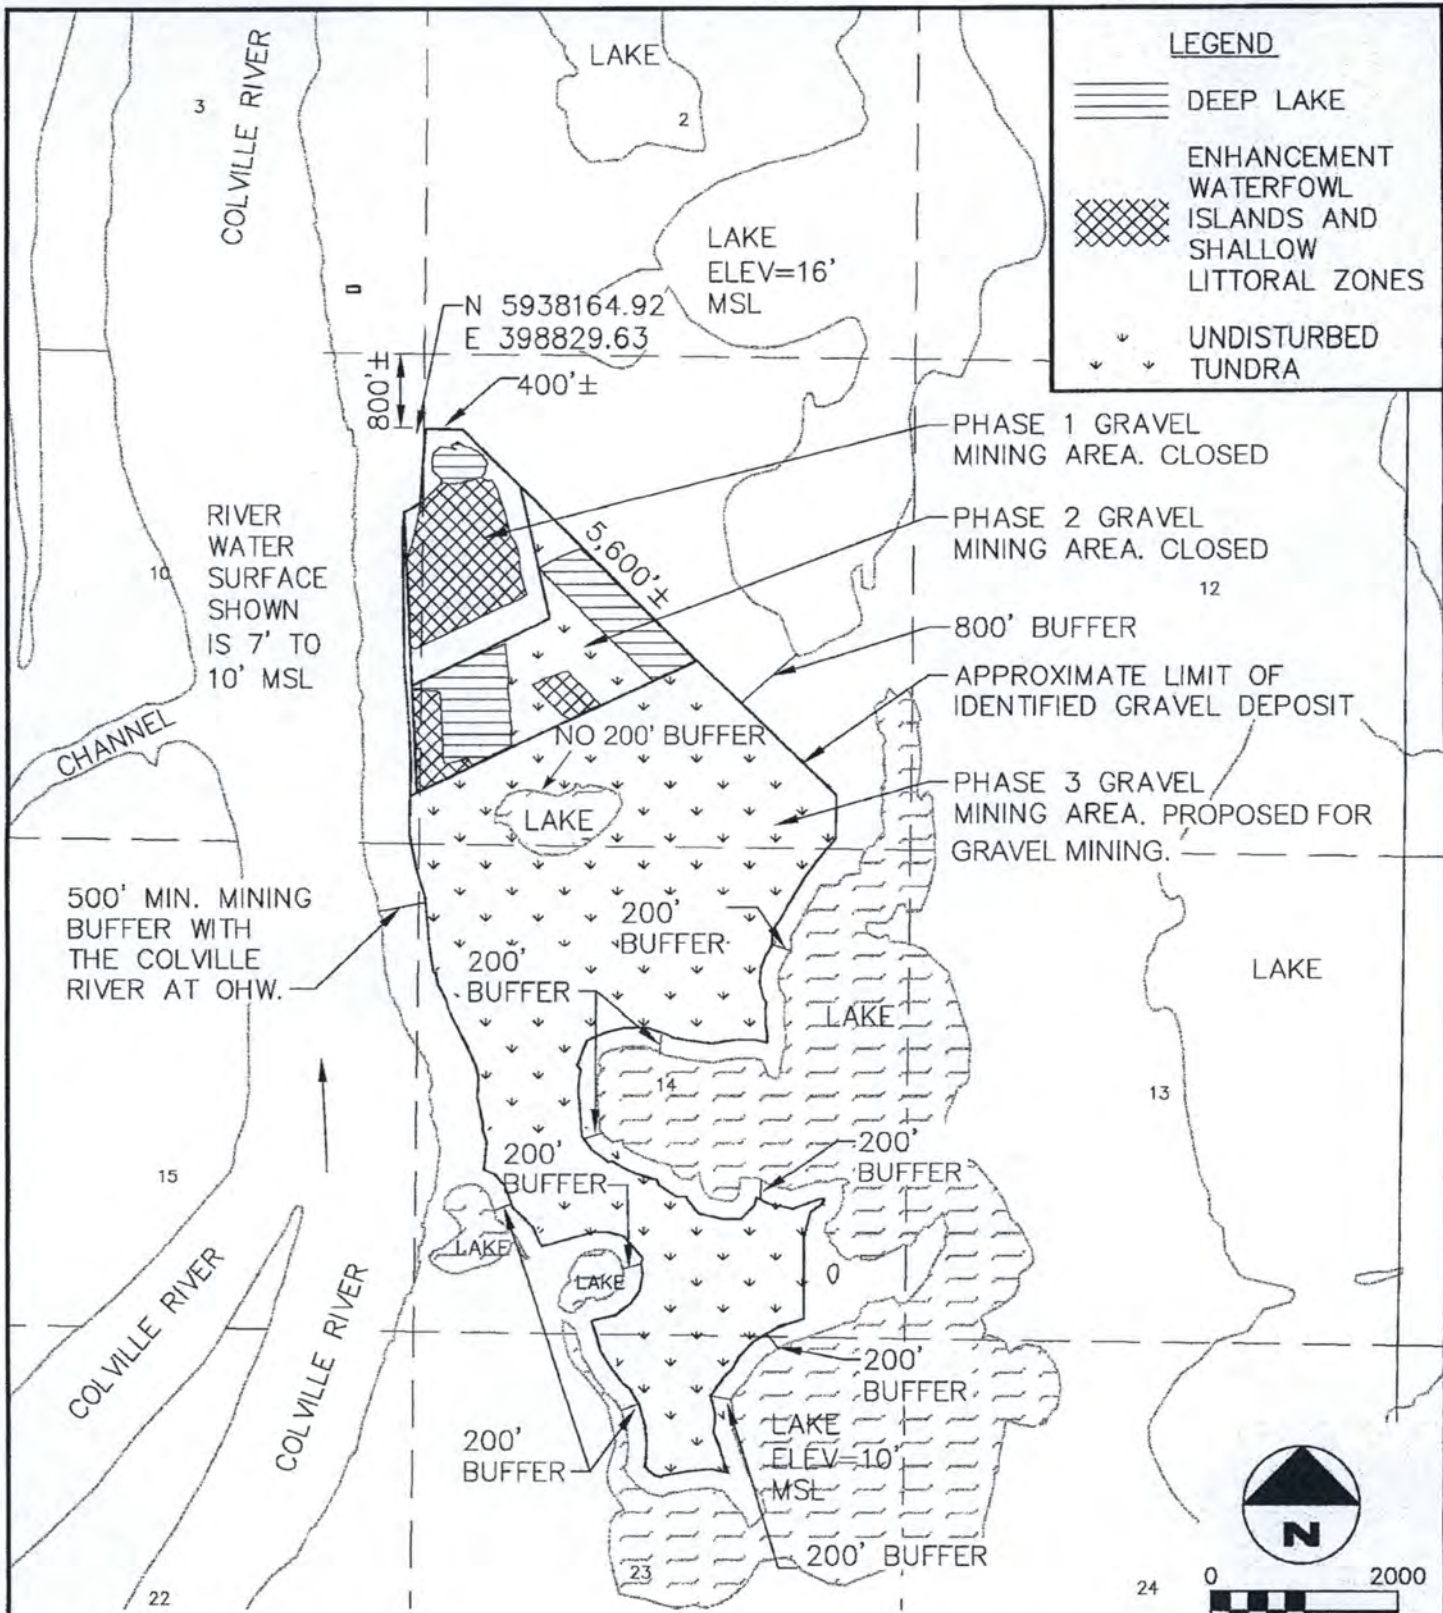 LEGEND
DEEP LAKE
ENHANCEMENT
WATERFOWL
ISLANDS AND
SHALLOW
LITTORAL ZONES
UNDISTURBED
TUNDRA
3
COLVILLE RIVER
LAKE
2
LAKE
ELEV=16'
MSL
N 5938164.92
E 398829.63
800'±
400'±
PHASE 1 GRAVEL
MINING AREA. CLOSED
PHASE 2 GRAVEL
MINING AREA. CLOSED
5,600'±
RIVER
WATER
SURFACE
SHOWN
IS 7' TO
10' MSL
10
12
800' BUFFER
APPROXIMATE LIMIT OF
IDENTIFIED GRAVEL DEPOSIT
CHANNEL
NO 200' BUFFER
LAKE
PHASE 3 GRAVEL
MINING AREA. PROPOSED FOR
GRAVEL MINING.
500' MIN. MINING
BUFFER WITH
THE COLVILLE
RIVER AT OHW.
200'
BUFFER
200'
BUFFER
LAKE
LAKE
14
13
200'
BUFFER
200'
BUFFER
15
LAKE
LAKE
COLVILLE RIVER
COLVILLE RIVER
200'
BUFFER
200'
BUFFER
LAKE
ELEV=10'
MSL
200' BUFFER
22
23
24
N
0 2000